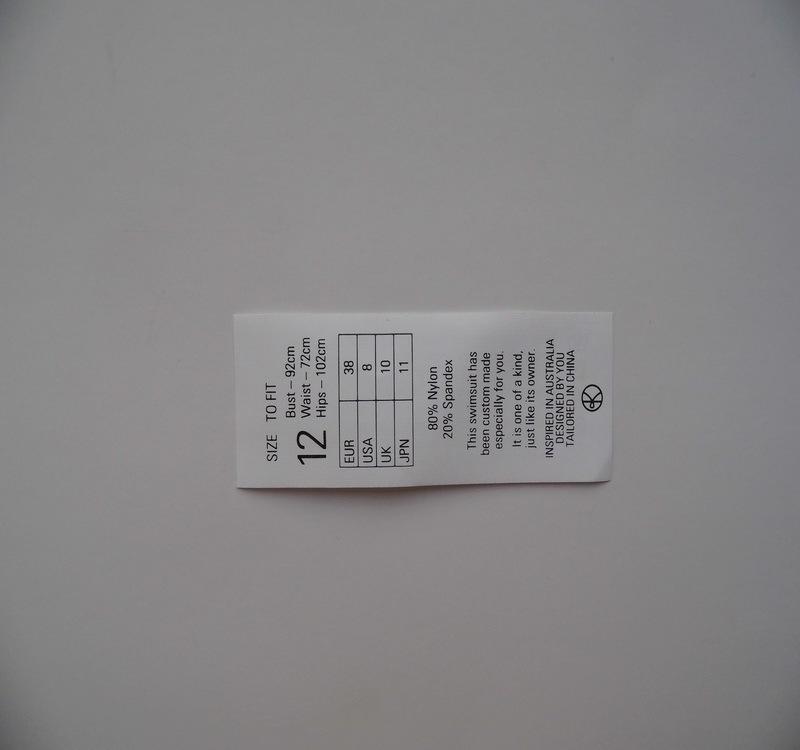 SIZE TO FIT
12
Bust – 92cm
Waist – 72cm
Hips – 102cm
EUR 38
USA 8
UK 10
JPN 11
80% Nylon
20% Spandex
This swimsuit has
been custom made
especially for you.
It is one of a kind,
just like its owner.
INSPIRED IN AUSTRALIA
DESIGNED BY YOU
TAILORED IN CHINA